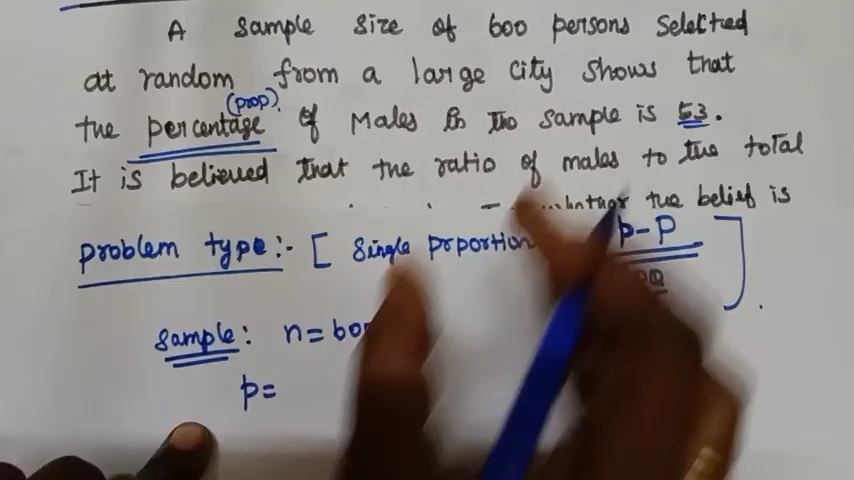 A sample size of 600 persons selected
at random from a large city shows that
(prop)
the percentage of Males in the sample is 53.
It is believed that the ratio of males to the total
whether the belief is
problem type:- [ Single prportion p-P ]
sample: n=600
p=